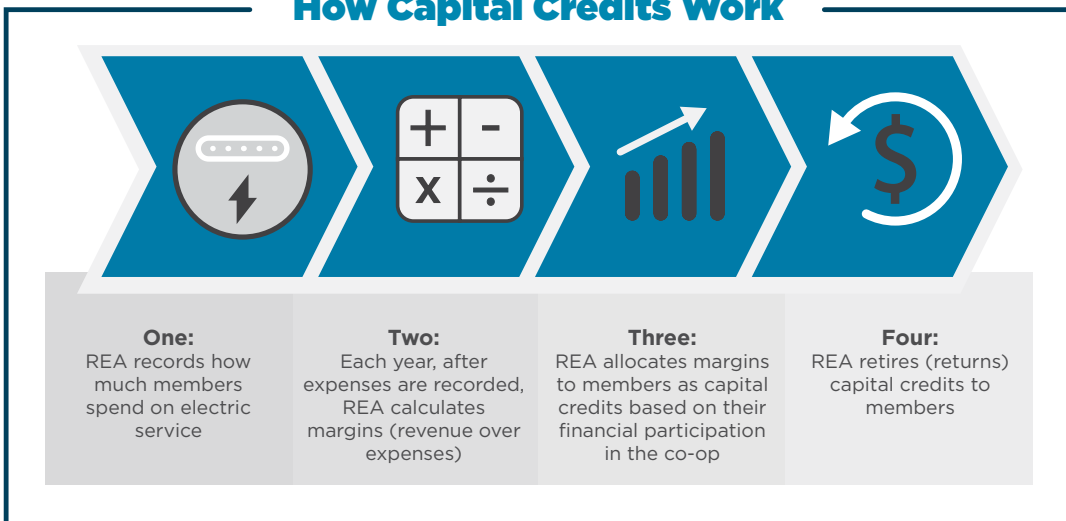 How Capital Credits Work
+ -
x ÷
$
One:
REA records how
much members
spend on electric
service
Two:
Each year, after
expenses are recorded,
REA calculates
margins (revenue over
expenses)
Three:
REA allocates margins
to members as capital
credits based on their
financial participation
in the co-op
Four:
REA retires (returns)
capital credits to
members